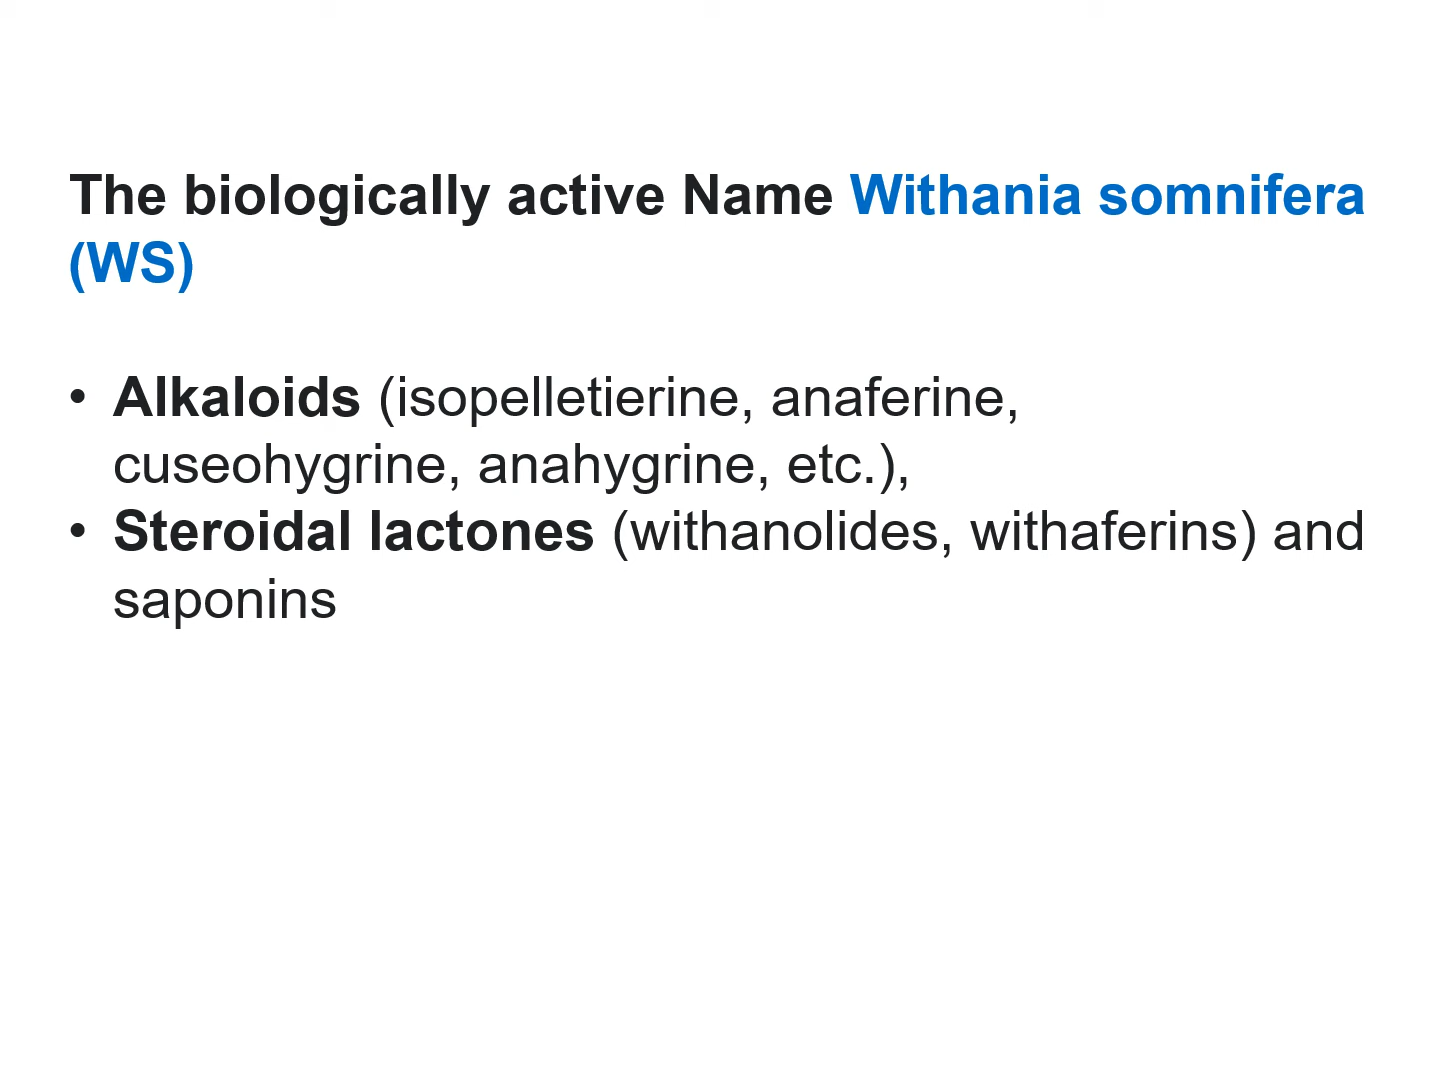 The biologically active Name Withania somnifera
(WS)
• Alkaloids (isopelletierine, anaferine,
cuseohygrine, anahygrine, etc.),
• Steroidal lactones (withanolides, withaferins) and
saponins